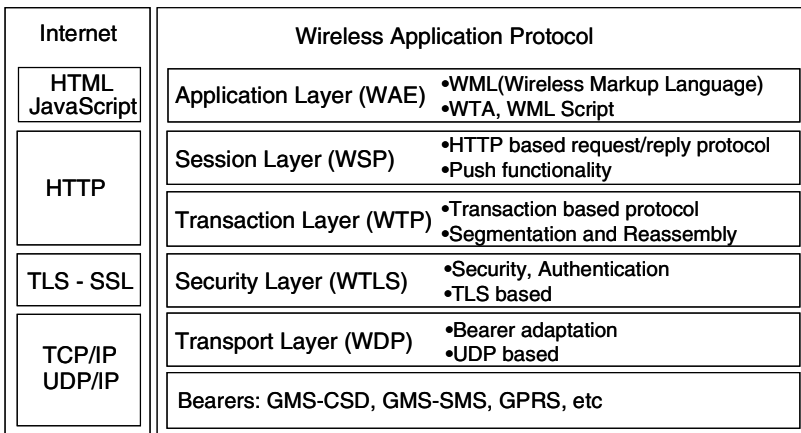 Internet
Wireless Application Protocol
HTML
JavaScript
Application Layer (WAE)
•WML(Wireless Markup Language)
•WTA, WML Script
HTTP
Session Layer (WSP)
•HTTP based request/reply protocol
•Push functionality
Transaction Layer (WTP)
•Transaction based protocol
•Segmentation and Reassembly
TLS - SSL
Security Layer (WTLS)
•Security, Authentication
•TLS based
TCP/IP
UDP/IP
Transport Layer (WDP)
•Bearer adaptation
•UDP based
Bearers: GMS-CSD, GMS-SMS, GPRS, etc